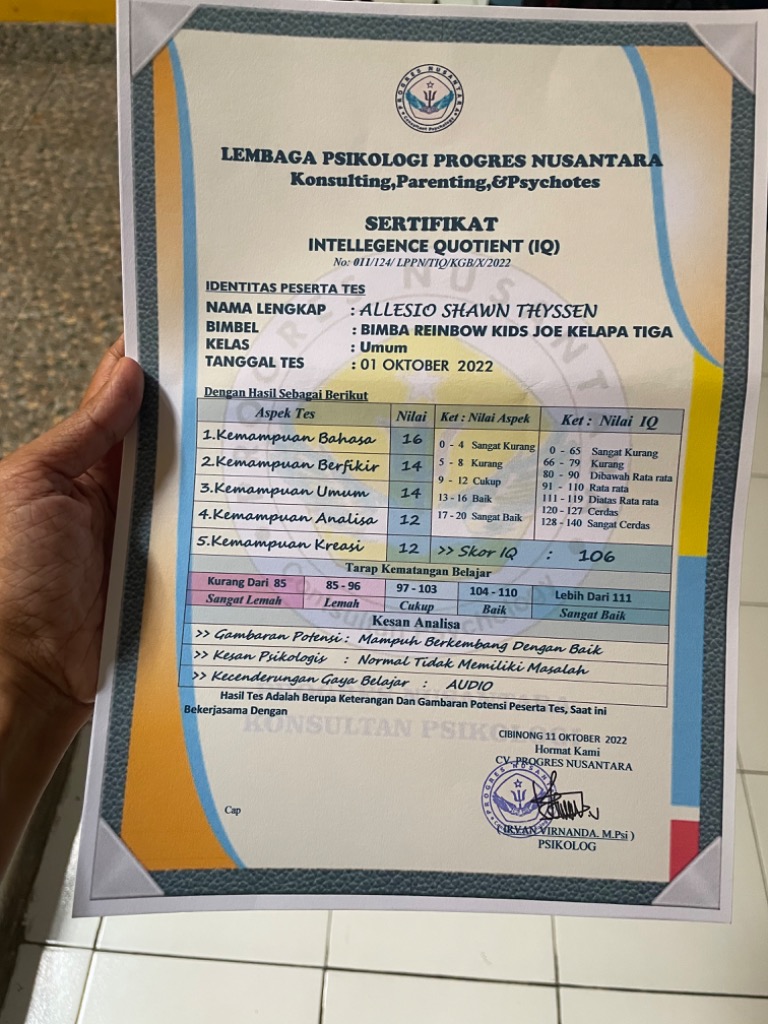 PROGRES NUSANTARA
LEMBAGA PSIKOLOGI PROGRES NUSANTARA
Konsulting,Parenting,&Psychotes
SERTIFIKAT
INTELLEGENCE QUOTIENT (IQ)
No: 011/124/ LPPN/TIQ/KGB/X/2022
IDENTITAS PESERTA TES
NAMA LENGKAP : ALLESIO SHAWN THYSSEN
BIMBEL : BIMBA REINBOW KIDS JOE KELAPA TIGA
KELAS : Umum
TANGGAL TES : 01 OKTOBER 2022
Dengan Hasil Sebagai Berikut
Aspek Tes Nilai Ket : Nilai Aspek Ket : Nilai IQ
1.Kemampuan Bahasa 16
2.Kemampuan Berfikir 14
3.Kemampuan Umum 14
4.Kemampuan Analisa 12
5.Kemampuan Kreasi 12
0 - 4 Sangat Kurang
5 - 8 Kurang
9 - 12 Cukup
13 - 16 Baik
17 - 20 Sangat Baik
0 - 65 Sangat Kurang
66 - 79 Kurang
80 - 90 Dibawah Rata rata
91 - 110 Rata rata
111 - 119 Diatas Rata rata
120 - 127 Cerdas
128 - 140 Sangat Cerdas
>> Skor IQ : 106
Tarap Kematangan Belajar
Kurang Dari 85 85 - 96 97 - 103 104 - 110 Lebih Dari 111
Sangat Lemah Lemah Cukup Baik Sangat Baik
Kesan Analisa
>> Gambaran Potensi : Mampuh Berkembang Dengan Baik
>> Kesan Psikologis : Normal Tidak Memiliki Masalah
>> Kecenderungan Gaya Belajar : AUDIO
Hasil Tes Adalah Berupa Keterangan Dan Gambaran Potensi Peserta Tes, Saat ini
Bekerjasama Dengan
KONSULTAN PSIKOLOGI
CIBINONG 11 OKTOBER 2022
Hormat Kami
CV. PROGRES NUSANTARA
Cap
( IRYAN VIRNANDA. M.Psi )
PSIKOLOG